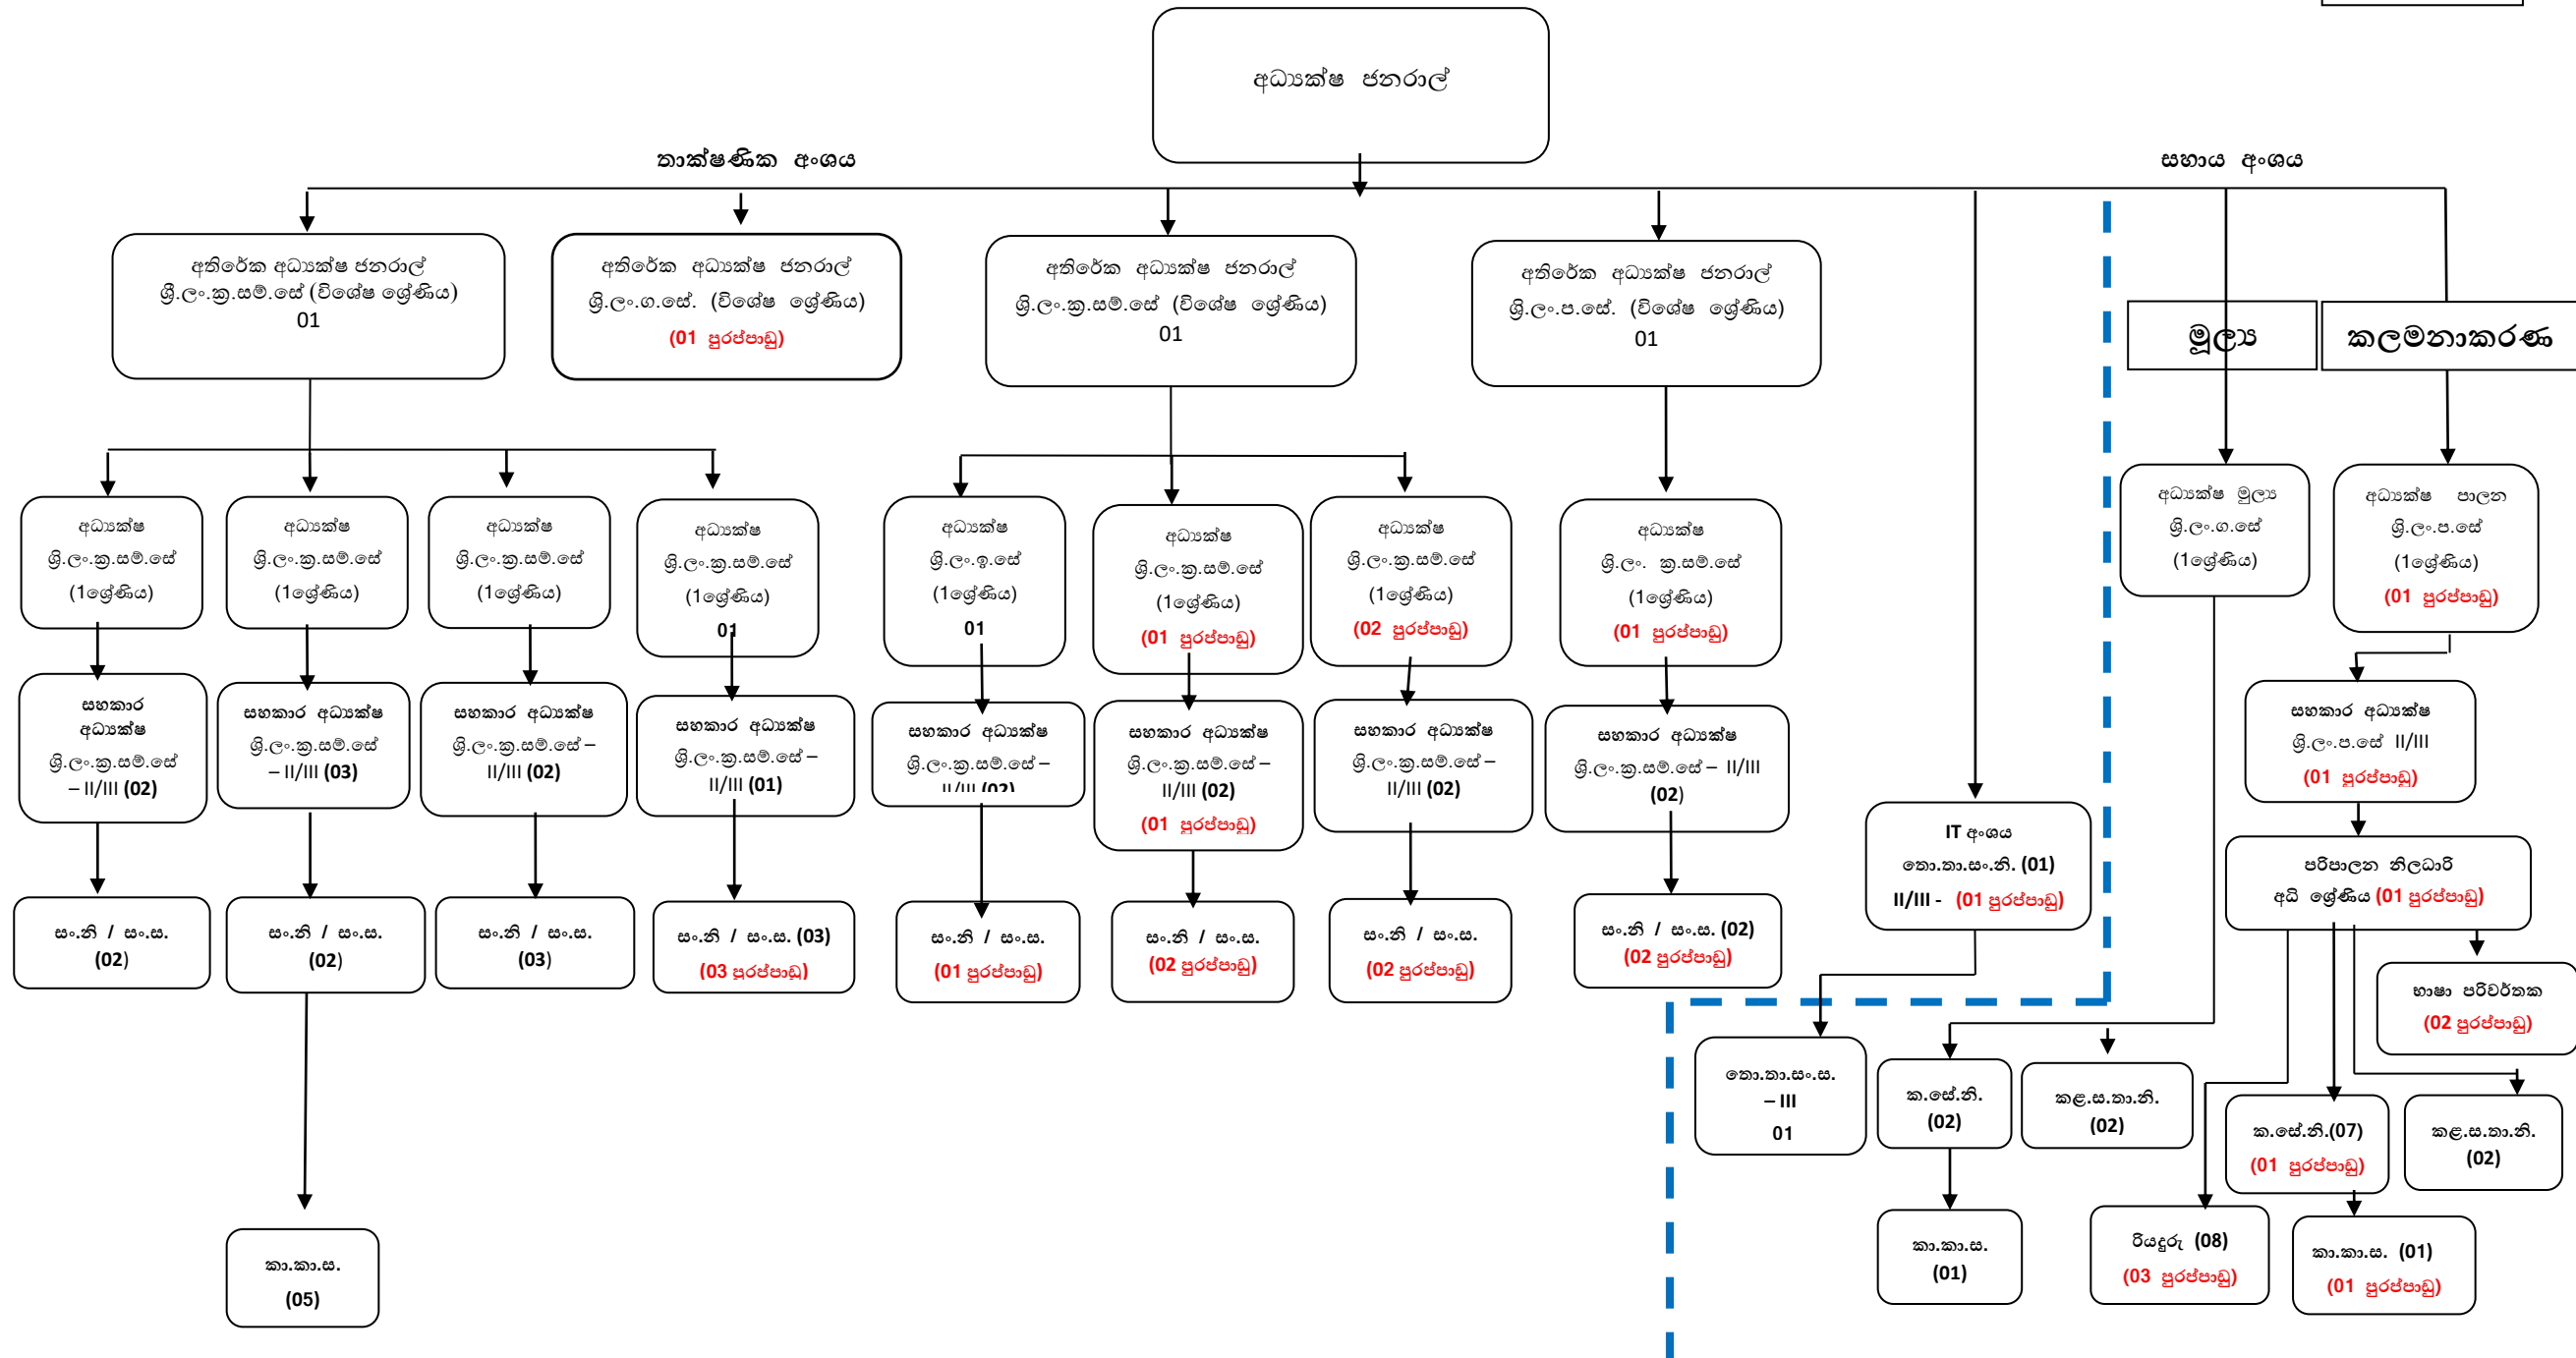 අධ්‍යක්ෂ ජනරාල්
තාක්ෂණික අංශය
සහාය අංශය
අතිරේක අධ්‍යක්ෂ ජනරාල්
ශ්‍රී.ලං.ක්‍ර.සම්.සේ (විශේෂ ශ්‍රේණිය)
01
අතිරේක අධ්‍යක්ෂ ජනරාල්
ශ්‍රි.ලං.ග.සේ. (විශේෂ ශ්‍රේණිය)
(01 පුරප්පාඩු)
අතිරේක අධ්‍යක්ෂ ජනරාල්
ශ්‍රි.ලං.ක්‍ර.සම්.සේ (විශේෂ ශ්‍රේණිය)
01
අතිරේක අධ්‍යක්ෂ ජනරාල්
ශ්‍රි.ලං.ප.සේ. (විශේෂ ශ්‍රේණිය)
01
මූල්‍ය
කලමනාකරණ
අධ්‍යක්ෂ
ශ්‍රි.ලං.ක්‍ර.සම්.සේ
(1ශ්‍රේණිය)
අධ්‍යක්ෂ
ශ්‍රි.ලං.ක්‍ර.සම්.සේ
(1ශ්‍රේණිය)
අධ්‍යක්ෂ
ශ්‍රි.ලං.ක්‍ර.සම්.සේ
(1ශ්‍රේණිය)
අධ්‍යක්ෂ
ශ්‍රි.ලං.ක්‍ර.සම්.සේ
(1ශ්‍රේණිය)
01
අධ්‍යක්ෂ
ශ්‍රි.ලං.ඉ.සේ
(1ශ්‍රේණිය)
01
අධ්‍යක්ෂ
ශ්‍රි.ලං.ක්‍ර.සම්.සේ
(1ශ්‍රේණිය)
(01 පුරප්පාඩු)
අධ්‍යක්ෂ
ශ්‍රි.ලං.ක්‍ර.සම්.සේ
(1ශ්‍රේණිය)
(02 පුරප්පාඩු)
අධ්‍යක්ෂ
ශ්‍රි.ලං. ක්‍ර.සම්.සේ
(1ශ්‍රේණිය)
(01 පුරප්පාඩු)
අධ්‍යක්ෂ මුල්‍ය
ශ්‍රි.ලං.ග.සේ
(1ශ්‍රේණිය)
අධ්‍යක්ෂ පාලන
ශ්‍රි.ලං.ප.සේ
(1ශ්‍රේණිය)
(01 පුරප්පාඩු)
සහකාර
අධ්‍යක්ෂ
ශ්‍රි.ලං.ක්‍ර.සම්.සේ
– II/III (02)
සහකාර අධ්‍යක්ෂ
ශ්‍රි.ලං.ක්‍ර.සම්.සේ
– II/III (03)
සහකාර අධ්‍යක්ෂ
ශ්‍රි.ලං.ක්‍ර.සම්.සේ –
II/III (02)
සහකාර අධ්‍යක්ෂ
ශ්‍රි.ලං.ක්‍ර.සම්.සේ –
II/III (01)
සහකාර අධ්‍යක්ෂ
ශ්‍රි.ලං.ක්‍ර.සම්.සේ –
II/III (02)
සහකාර අධ්‍යක්ෂ
ශ්‍රි.ලං.ක්‍ර.සම්.සේ –
II/III (02)
(01 පුරප්පාඩු)
සහකාර අධ්‍යක්ෂ
ශ්‍රි.ලං.ක්‍ර.සම්.සේ –
II/III (02)
සහකාර අධ්‍යක්ෂ
ශ්‍රි.ලං.ක්‍ර.සම්.සේ – II/III
(02)
සහකාර අධ්‍යක්ෂ
ශ්‍රි.ලං.ප.සේ II/III
(01 පුරප්පාඩු)
IT අංශය
තො.තා.සං.නි. (01)
II/III - (01 පුරප්පාඩු)
පරිපාලන නිලධාරි
අධි ශ්‍රේණිය (01 පුරප්පාඩු)
සං.නි / සං.ස.
(02)
සං.නි / සං.ස.
(02)
සං.නි / සං.ස.
(03)
සං.නි / සං.ස. (03)
(03 පුරප්පාඩු)
සං.නි / සං.ස.
(01 පුරප්පාඩු)
සං.නි / සං.ස.
(02 පුරප්පාඩු)
සං.නි / සං.ස.
(02 පුරප්පාඩු)
සං.නි / සං.ස. (02)
(02 පුරප්පාඩු)
භාෂා පරිවර්තක
(02 පුරප්පාඩු)
තො.තා.සං.ස.
– III
01
ක.සේ.නි.
(02)
කළ.ස.තා.නි.
(02)
ක.සේ.නි.(07)
(01 පුරප්පාඩු)
කළ.ස.තා.නි.
(02)
කා.කා.ස.
(05)
කා.කා.ස.
(01)
රියදුරු (08)
(03 පුරප්පාඩු)
කා.කා.ස. (01)
(01 පුරප්පාඩු)